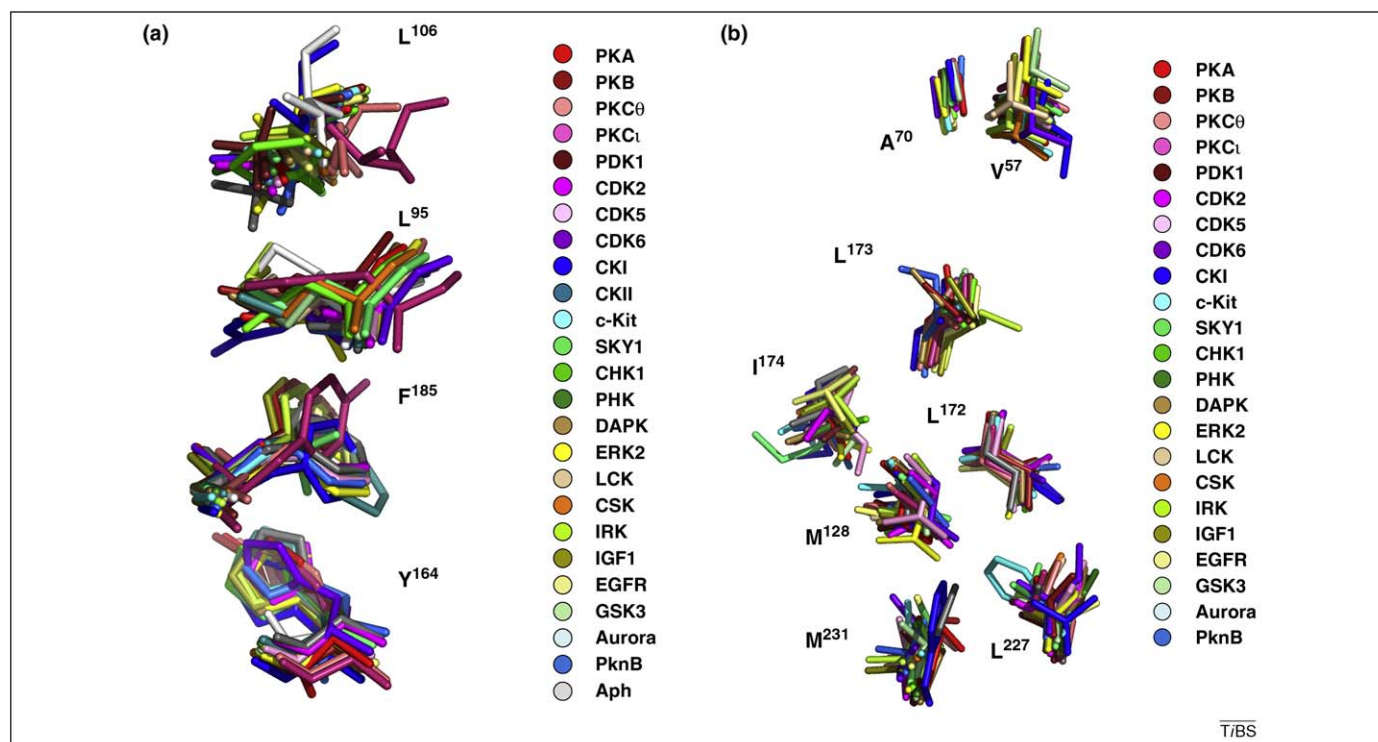 (a)
L106
L95
F185
Y164
PKA
PKB
PKCθ
PKCι
PDK1
CDK2
CDK5
CDK6
CKI
CKII
c-Kit
SKY1
CHK1
PHK
DAPK
ERK2
LCK
CSK
IRK
IGF1
EGFR
GSK3
Aurora
PknB
Aph
(b)
A70
V57
L173
I174
L172
M128
M231
L227
PKA
PKB
PKCθ
PKCι
PDK1
CDK2
CDK5
CDK6
CKI
c-Kit
SKY1
CHK1
PHK
DAPK
ERK2
LCK
CSK
IRK
IGF1
EGFR
GSK3
Aurora
PknB
TiBS